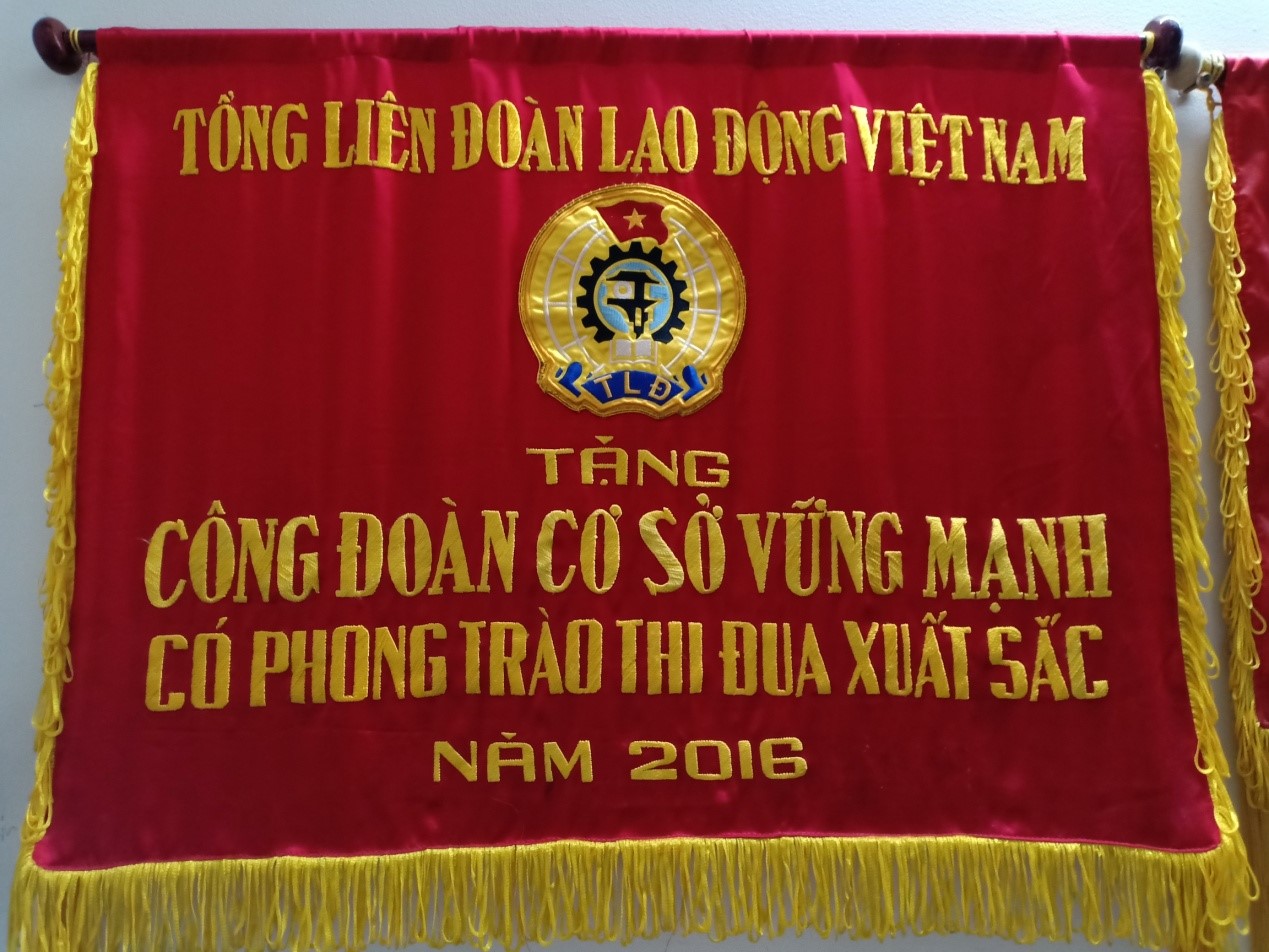 TỔNG LIÊN ĐOÀN LAO ĐỘNG VIỆT NAM
TLĐ
TẶNG
CÔNG ĐOÀN CƠ SỞ VỮNG MẠNH
CÓ PHONG TRÀO THI ĐUA XUẤT SẮC
NĂM 2016